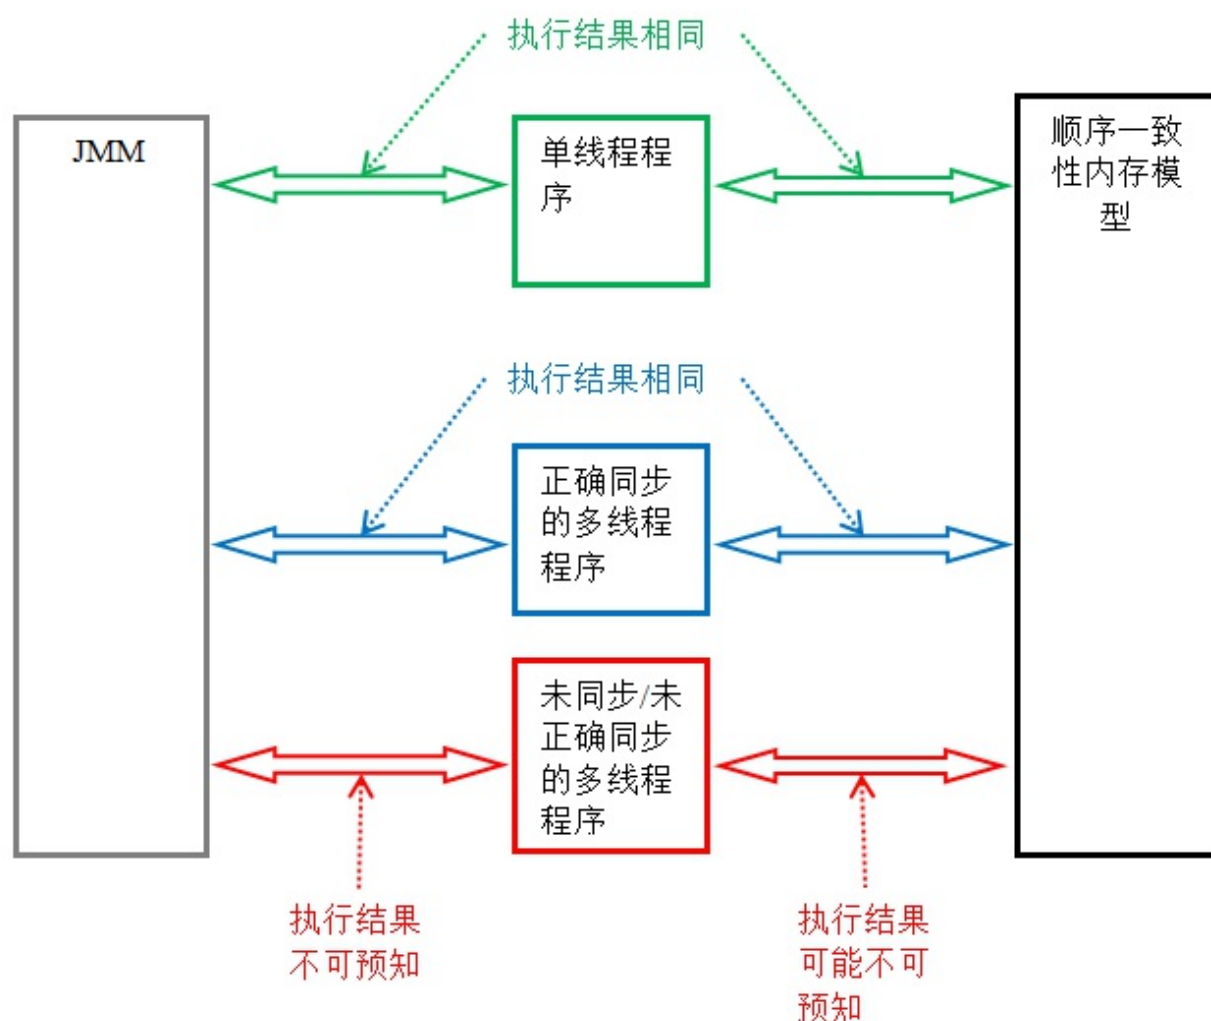 执行结果相同
JMM
单线程程
序
顺序一致
性内存模
型
执行结果相同
正确同步
的多线程
程序
未同步/未
正确同步
的多线程
程序
执行结果
不可预知
执行结果
可能不可
预知